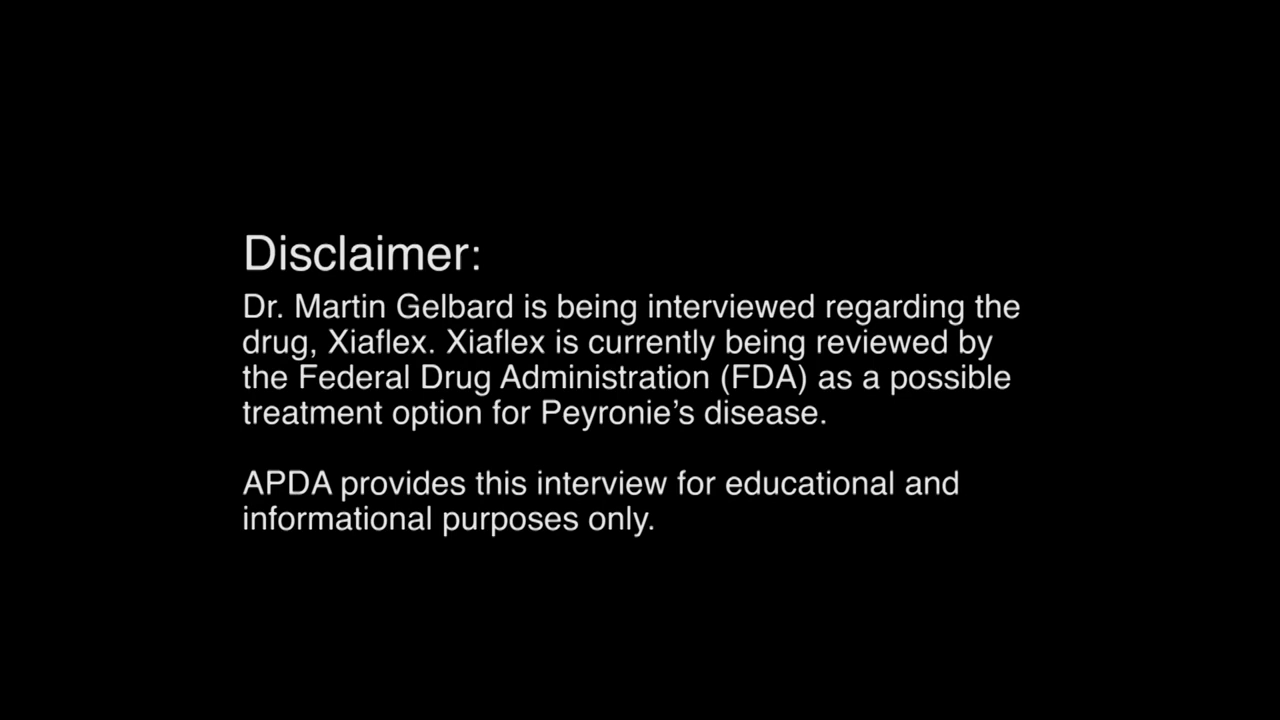 Disclaimer:
Dr. Martin Gelbard is being interviewed regarding the
drug, Xiaflex. Xiaflex is currently being reviewed by
the Federal Drug Administration (FDA) as a possible
treatment option for Peyronie’s disease.
APDA provides this interview for educational and
informational purposes only.